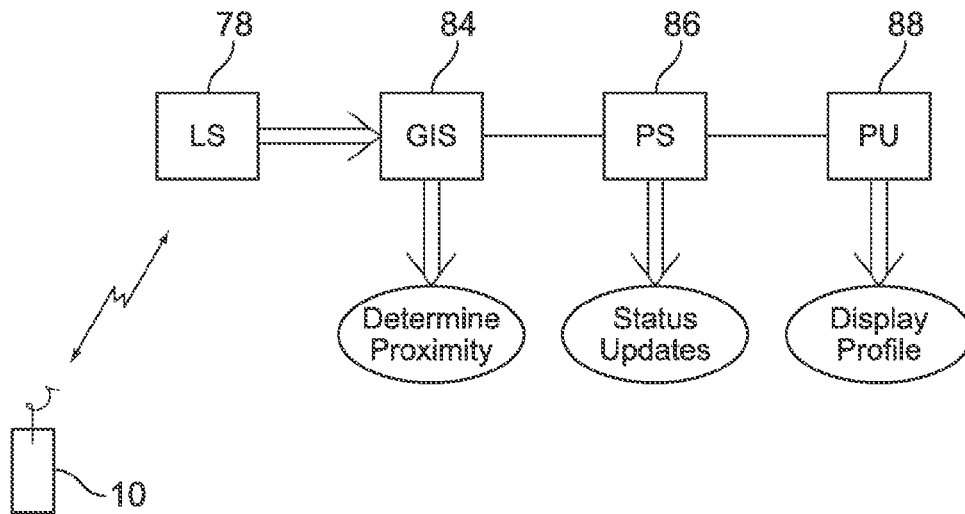 78
84
86
88
LS
GIS
PS
PU
Determine
Proximity
Status
Updates
Display
Profile
10